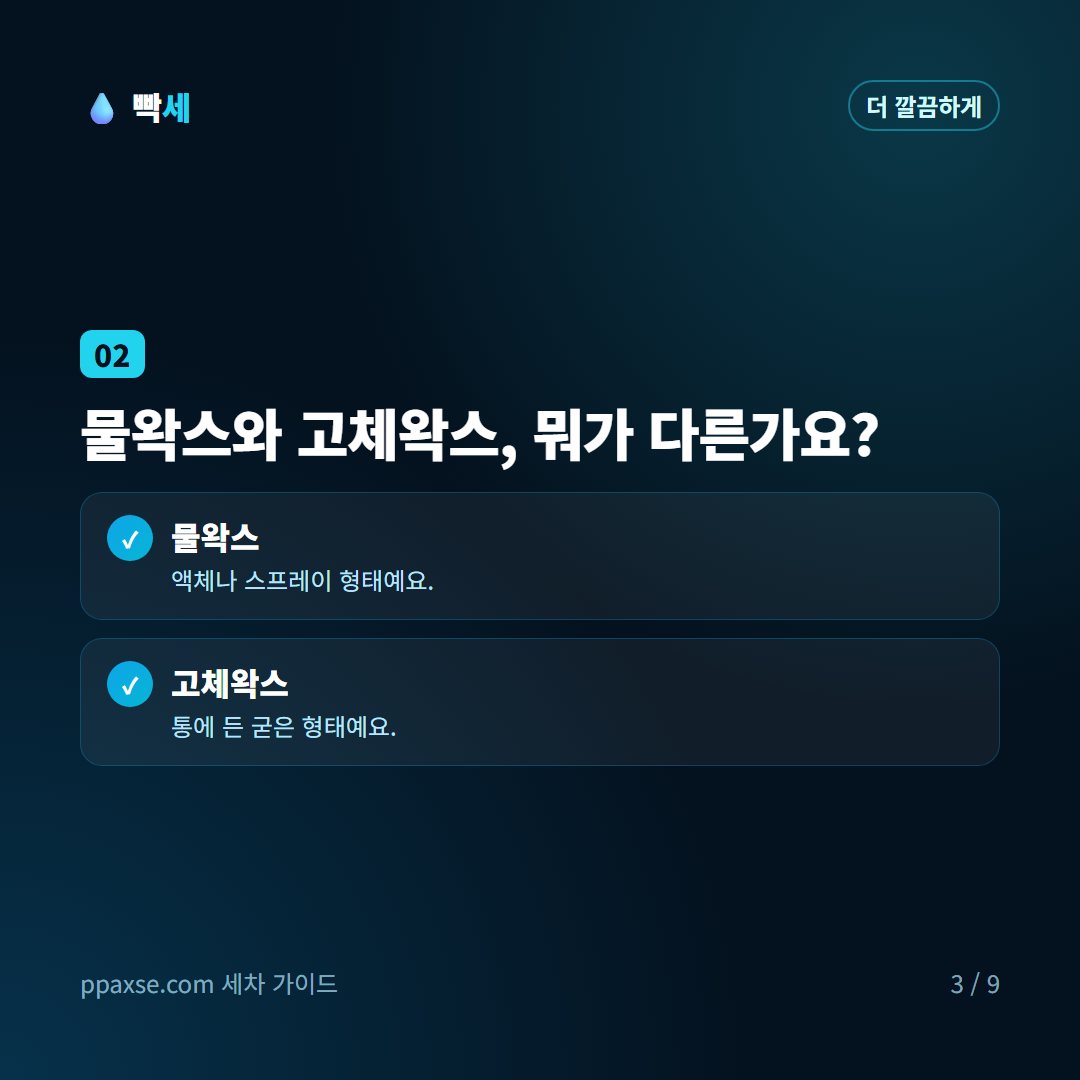 빡세
더 깔끔하게
02
물왁스와 고체왁스, 뭐가 다른가요?
물왁스
액체나 스프레이 형태예요.
고체왁스
통에 든 굳은 형태예요.
ppaxse.com 세차 가이드
3 / 9